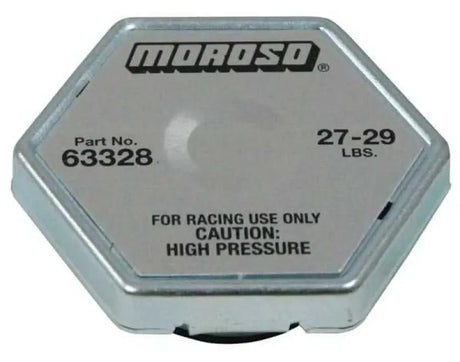 MOROSO®
Part No.
63328
27-29
LBS.
FOR RACING USE ONLY
CAUTION:
HIGH PRESSURE